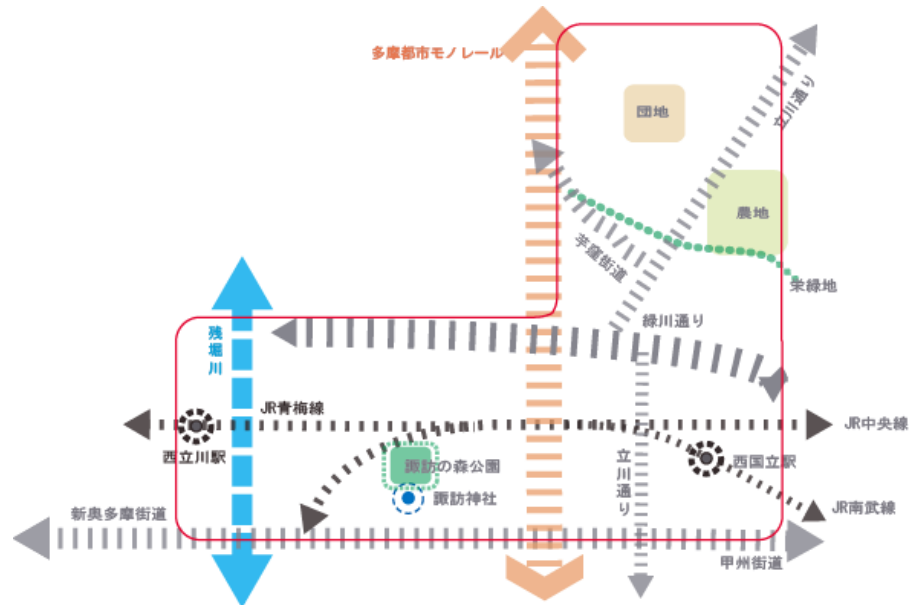 多摩都市モノレール
立川通り
団地
農地
芋窪街道
栄緑地
緑川通り
残堀川
JR青梅線
JR中央線
西立川駅
諏訪の森公園
立川通り
西国立駅
諏訪神社
新奥多摩街道
JR南武線
甲州街道